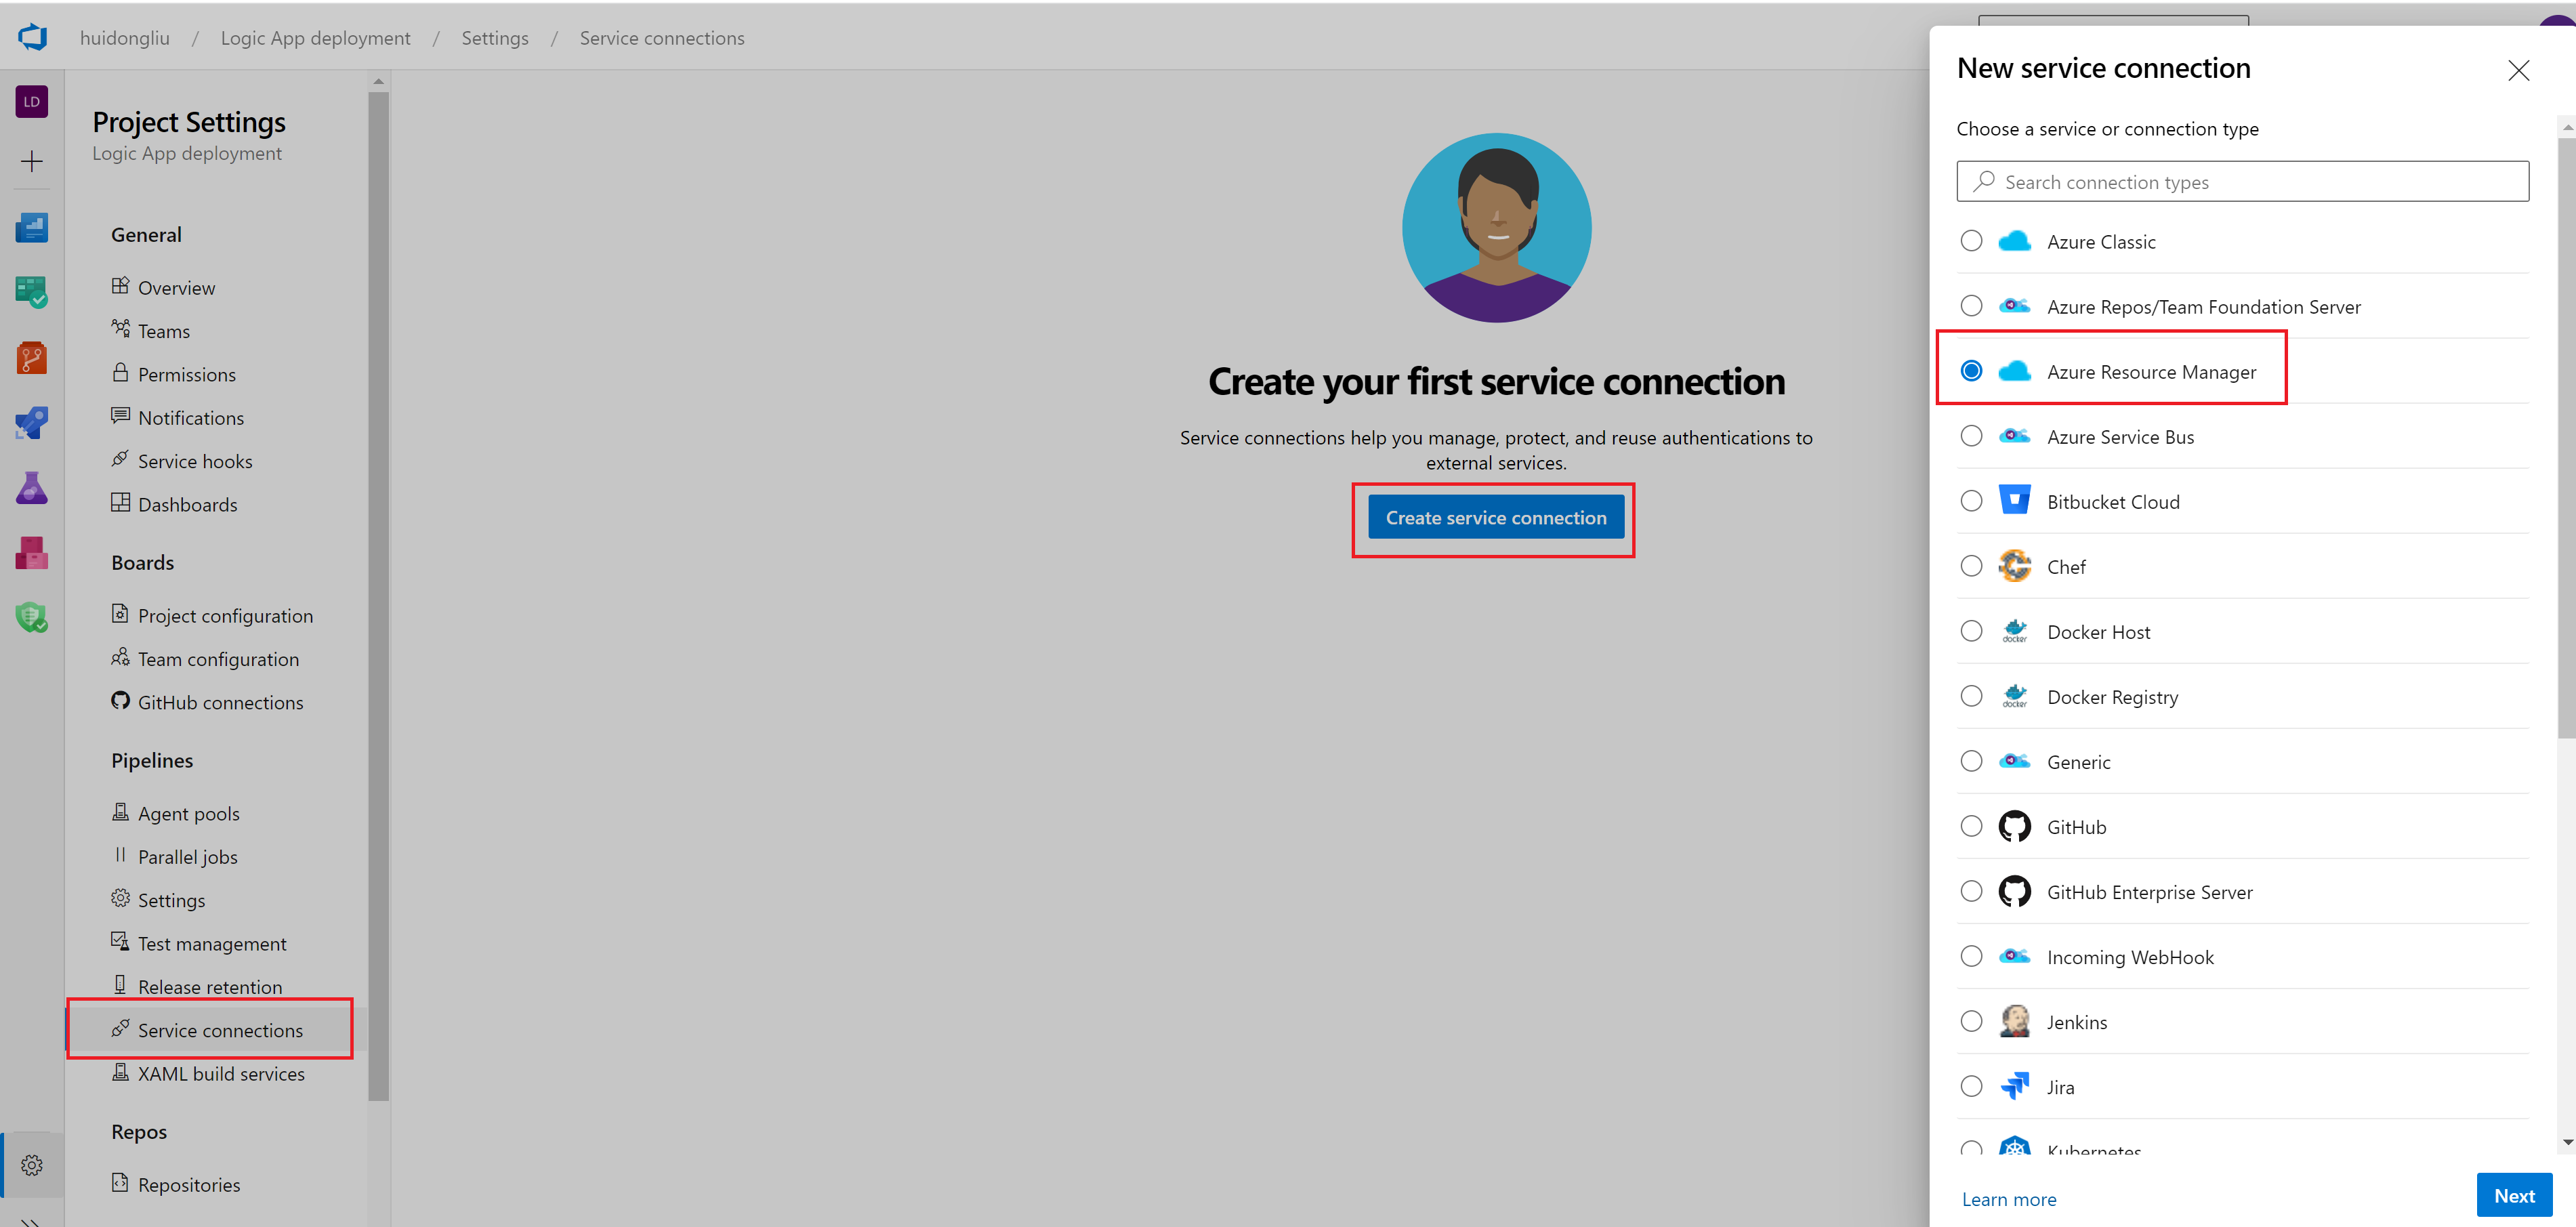 huidongliu / Logic App deployment / Settings / Service connections
LD
Project Settings
Logic App deployment
General
Overview
Teams
Permissions
Notifications
Service hooks
Dashboards
Boards
Project configuration
Team configuration
GitHub connections
Pipelines
Agent pools
Parallel jobs
Settings
Test management
Release retention
Service connections
XAML build services
Repos
Repositories
Create your first service connection
Service connections help you manage, protect, and reuse authentications to
external services.
Create service connection
New service connection
Choose a service or connection type
Search connection types
Azure Classic
Azure Repos/Team Foundation Server
Azure Resource Manager
Azure Service Bus
Bitbucket Cloud
Chef
docker Docker Host
docker Docker Registry
Generic
GitHub
GitHub Enterprise Server
Incoming WebHook
Jenkins
Jira
Kubernetes
Learn more
Next